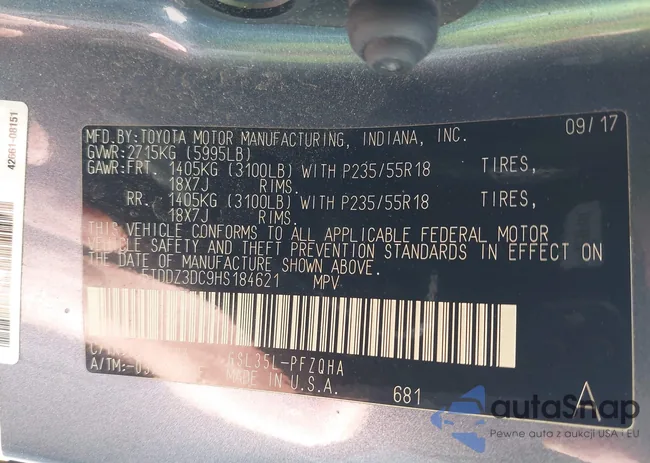 42661-08151
MFD.BY:TOYOTA MOTOR MANUFACTURING, INDIANA, INC. 09/17
GVWR:2715KG (5995LB)
GAWR:FRT. 1405KG (3100LB) WITH P235/55R18 TIRES,
18X7J RIMS.
RR. 1405KG (3100LB) WITH P235/55R18 TIRES,
18X7J RIMS.
THIS VEHICLE CONFORMS TO ALL APPLICABLE FEDERAL MOTOR
VEHICLE SAFETY AND THEFT PREVENTION STANDARDS IN EFFECT ON
THE DATE OF MANUFACTURE SHOWN ABOVE.
TDDZ3DC9HS184621 MPV
GSL35L-PFZQHA
A/TM: MADE IN U.S.A.
681 A
autoSnap
Pewne auta z aukcji USA i EU